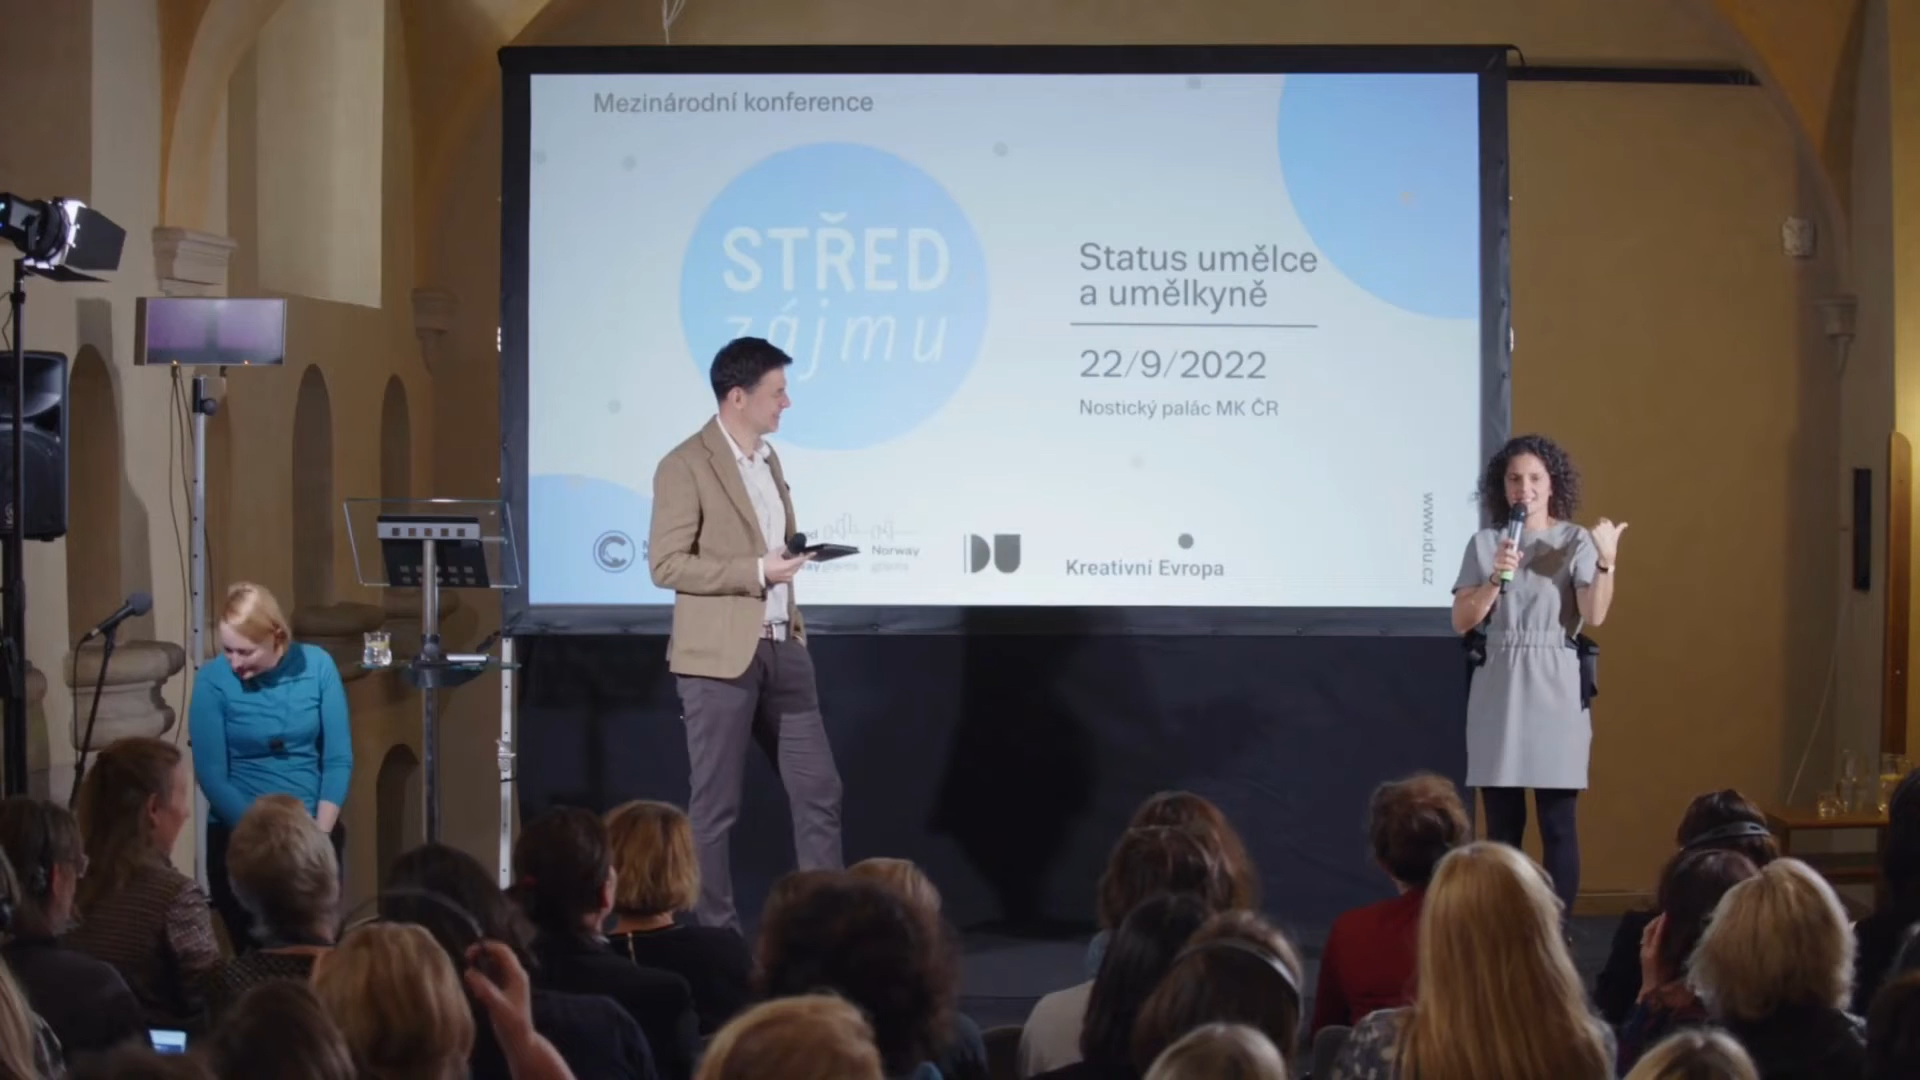 Mezinárodní konference
STŘED
zájmu
Status umělce
a umělkyně
22/9/2022
Nostický palác MK ČR
Norway
DU
Kreativní Evropa
www.idu.cz